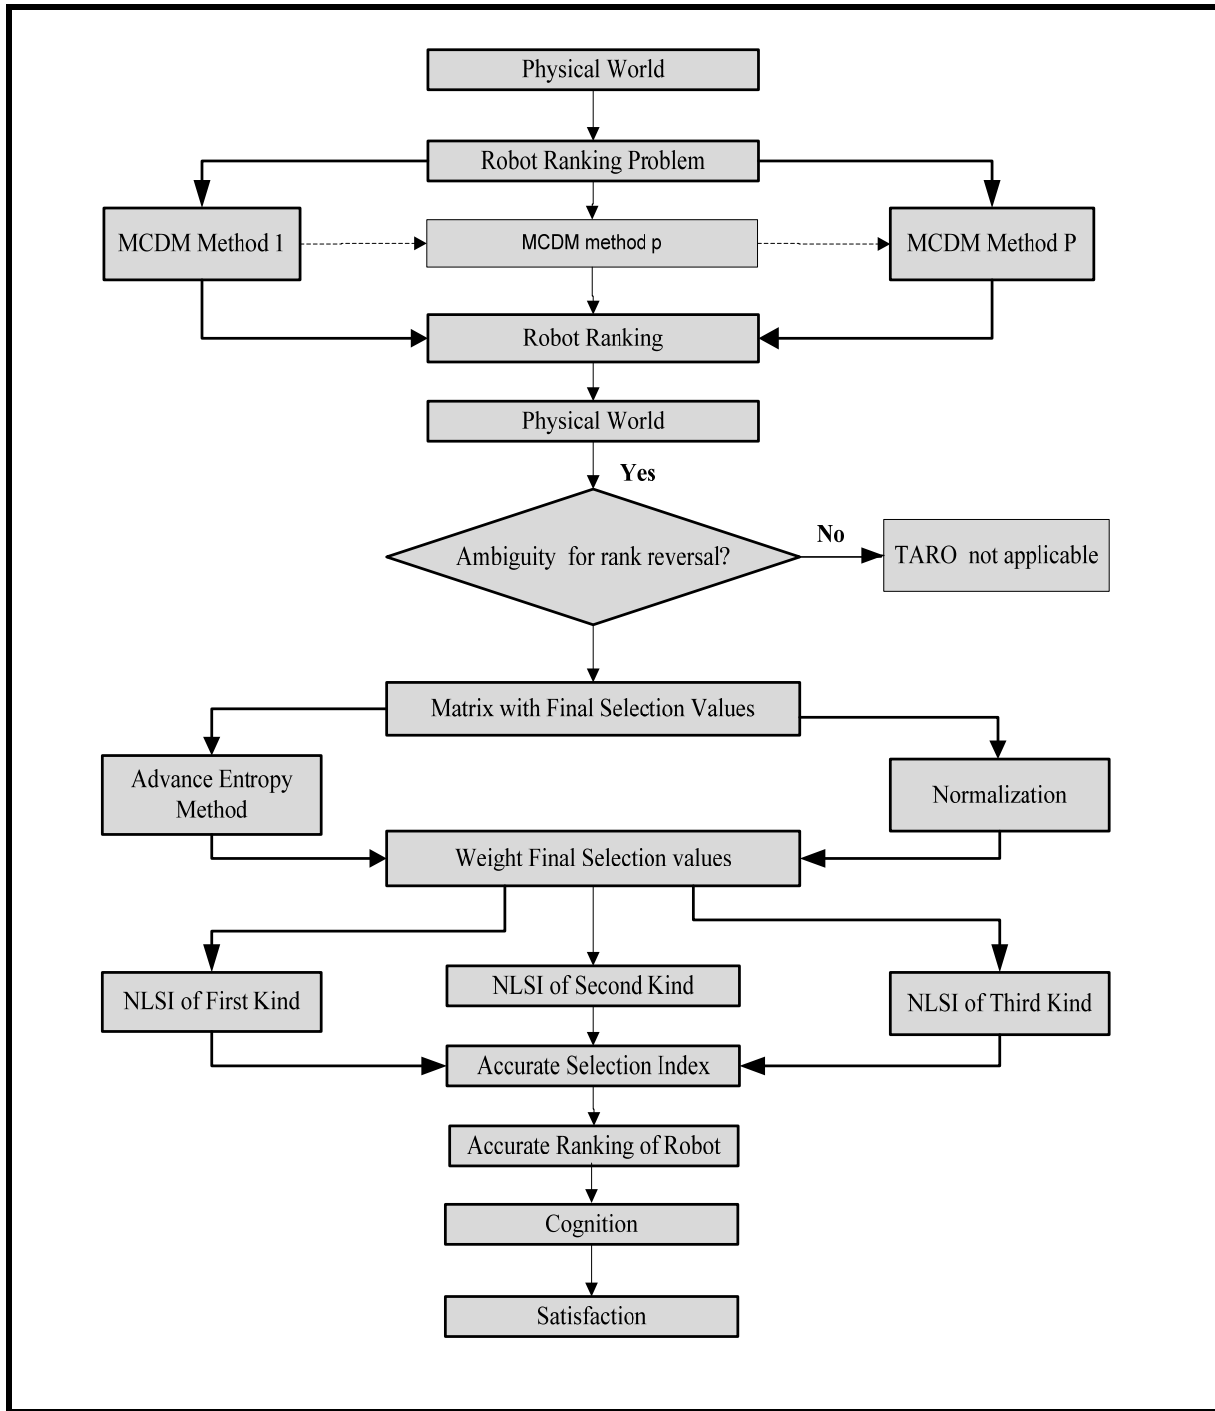 Physical World
Robot Ranking Problem
MCDM Method 1
MCDM method p
MCDM Method P
Robot Ranking
Physical World
Yes
Ambiguity for rank reversal?
No
TARO not applicable
Matrix with Final Selection Values
Advance Entropy
Method
Normalization
Weight Final Selection values
NLSI of First Kind
NLSI of Second Kind
NLSI of Third Kind
Accurate Selection Index
Accurate Ranking of Robot
Cognition
Satisfaction